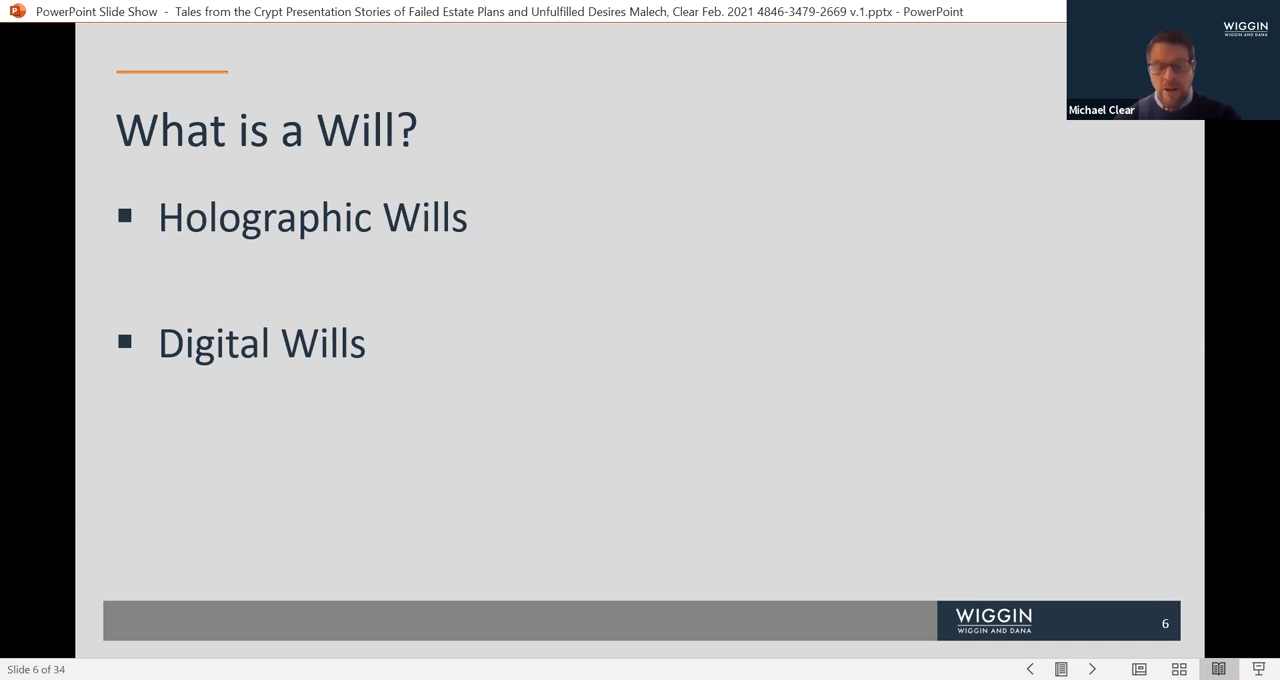 PowerPoint Slide Show - Tales from the Crypt Presentation Stories of Failed Estate Plans and Unfulfilled Desires Malech, Clear Feb. 2021 4846-3479-2669 v.1.pptx - PowerPoint
WIGGIN
WIGGIN AND DANA
Michael Clear
What is a Will?
▪ Holographic Wills
▪ Digital Wills
WIGGIN
WIGGIN AND DANA
6
Slide 6 of 34